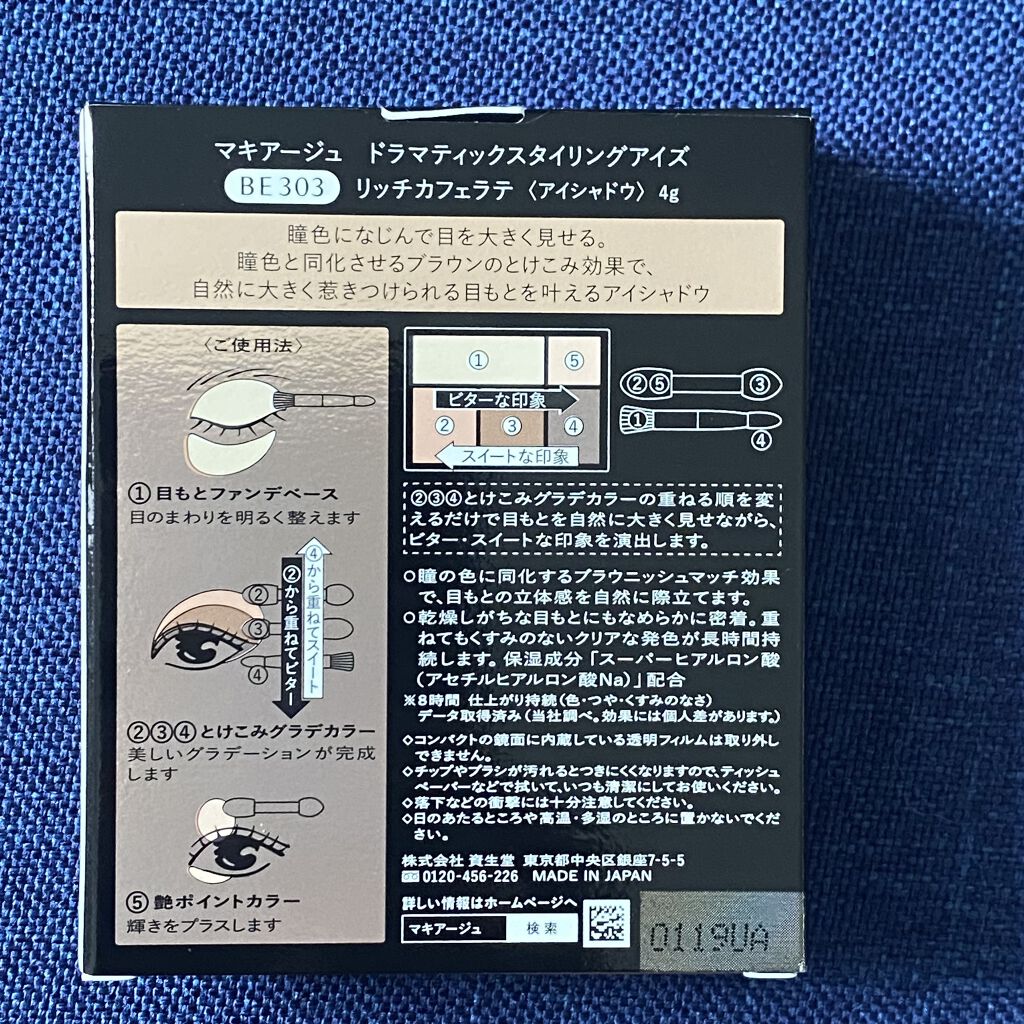 マキアージュ ドラマティックスタイリングアイズ
BE303 リッチカフェラテ 〈アイシャドウ〉 4g
瞳色になじんで目を大きく見せる。
瞳色と同化させるブラウンのとけこみ効果で、
自然に大きく惹きつけられる目もとを叶えるアイシャドウ
〈ご使用法〉
①目もとファンデベース
目のまわりを明るく整えます
④から重ねてスイート
②から重ねてビター
②
③
④
②③④とけこみグラデカラー
美しいグラデーションが完成
します
⑤艶ポイントカラー
輝きをプラスします
① ⑤
ビターな印象
② ③ ④
スイートな印象
②⑤ ③
①
④
②③④とけこみグラデカラーの重ねる順を変
えるだけで目もとを自然に大きく見せながら、
ビター・スイートな印象を演出します。
○瞳の色に同化するブラウニッシュマッチ効果
で、目もとの立体感を自然に際立てます。
○乾燥しがちな目もとにもなめらかに密着。重
ねてもくすみのないクリアな発色が長時間持
続します。保湿成分「スーパーヒアルロン酸
(アセチルヒアルロン酸Na)」配合
※8時間 仕上がり持続(色・つや・くすみのなさ)
データ取得済み(当社調べ。効果には個人差があります。)
◇コンパクトの鏡面に内蔵している透明フィルムは取り外し
できません。
◇チップやブラシが汚れるとつきにくくなりますので、ティッシュ
ペーパーなどで拭いて、いつも清潔にしてお使いください。
◇落下などの衝撃には十分注意してください。
◇日のあたるところや高温・多湿のところに置かないでくだ
さい。
株式会社 資生堂 東京都中央区銀座7-5-5
0120-456-226 MADE IN JAPAN
詳しい情報はホームページへ
マキアージュ 検索
0119UA